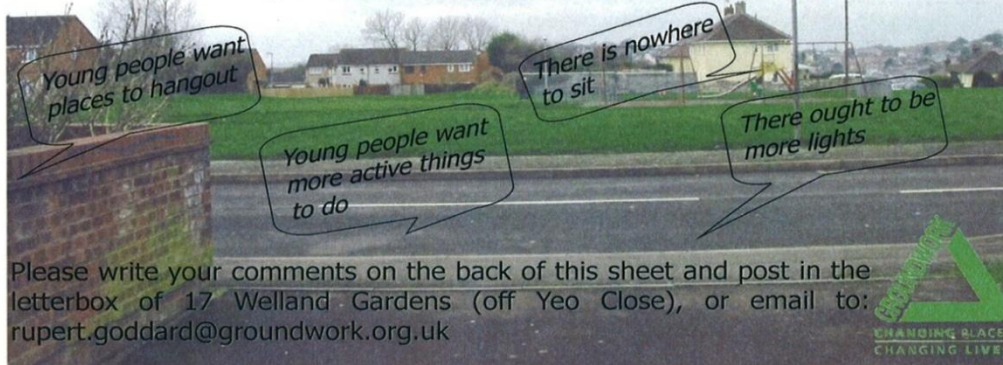 Young people want
places to hangout
There is nowhere
to sit
Young people want
more active things
to do
There ought to be
more lights
Please write your comments on the back of this sheet and post in the
letterbox of 17 Welland Gardens (off Yeo Close), or email to:
rupert.goddard@groundwork.org.uk
GROUNDWORK
CHANGING PLACES
CHANGING LIVES